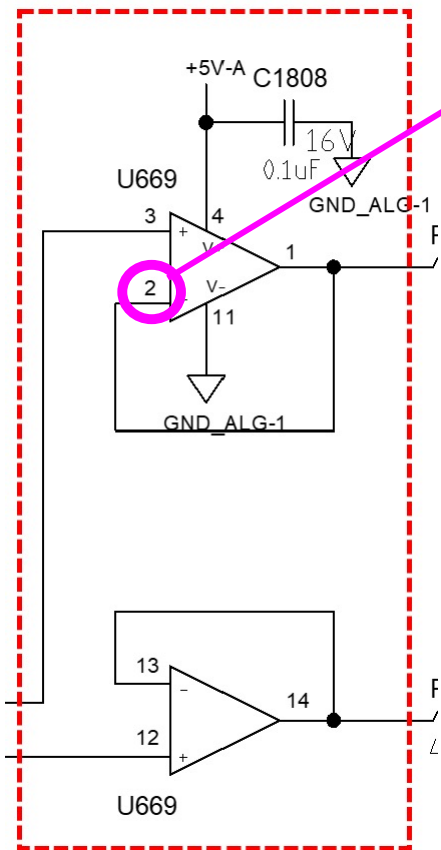 +5V-A
C1808
16V
0.1uF
U669
GND_ALG-1
3
4
+
1
V
2
V-
-
11
GND_ALG-1
13
-
14
12
+
U669